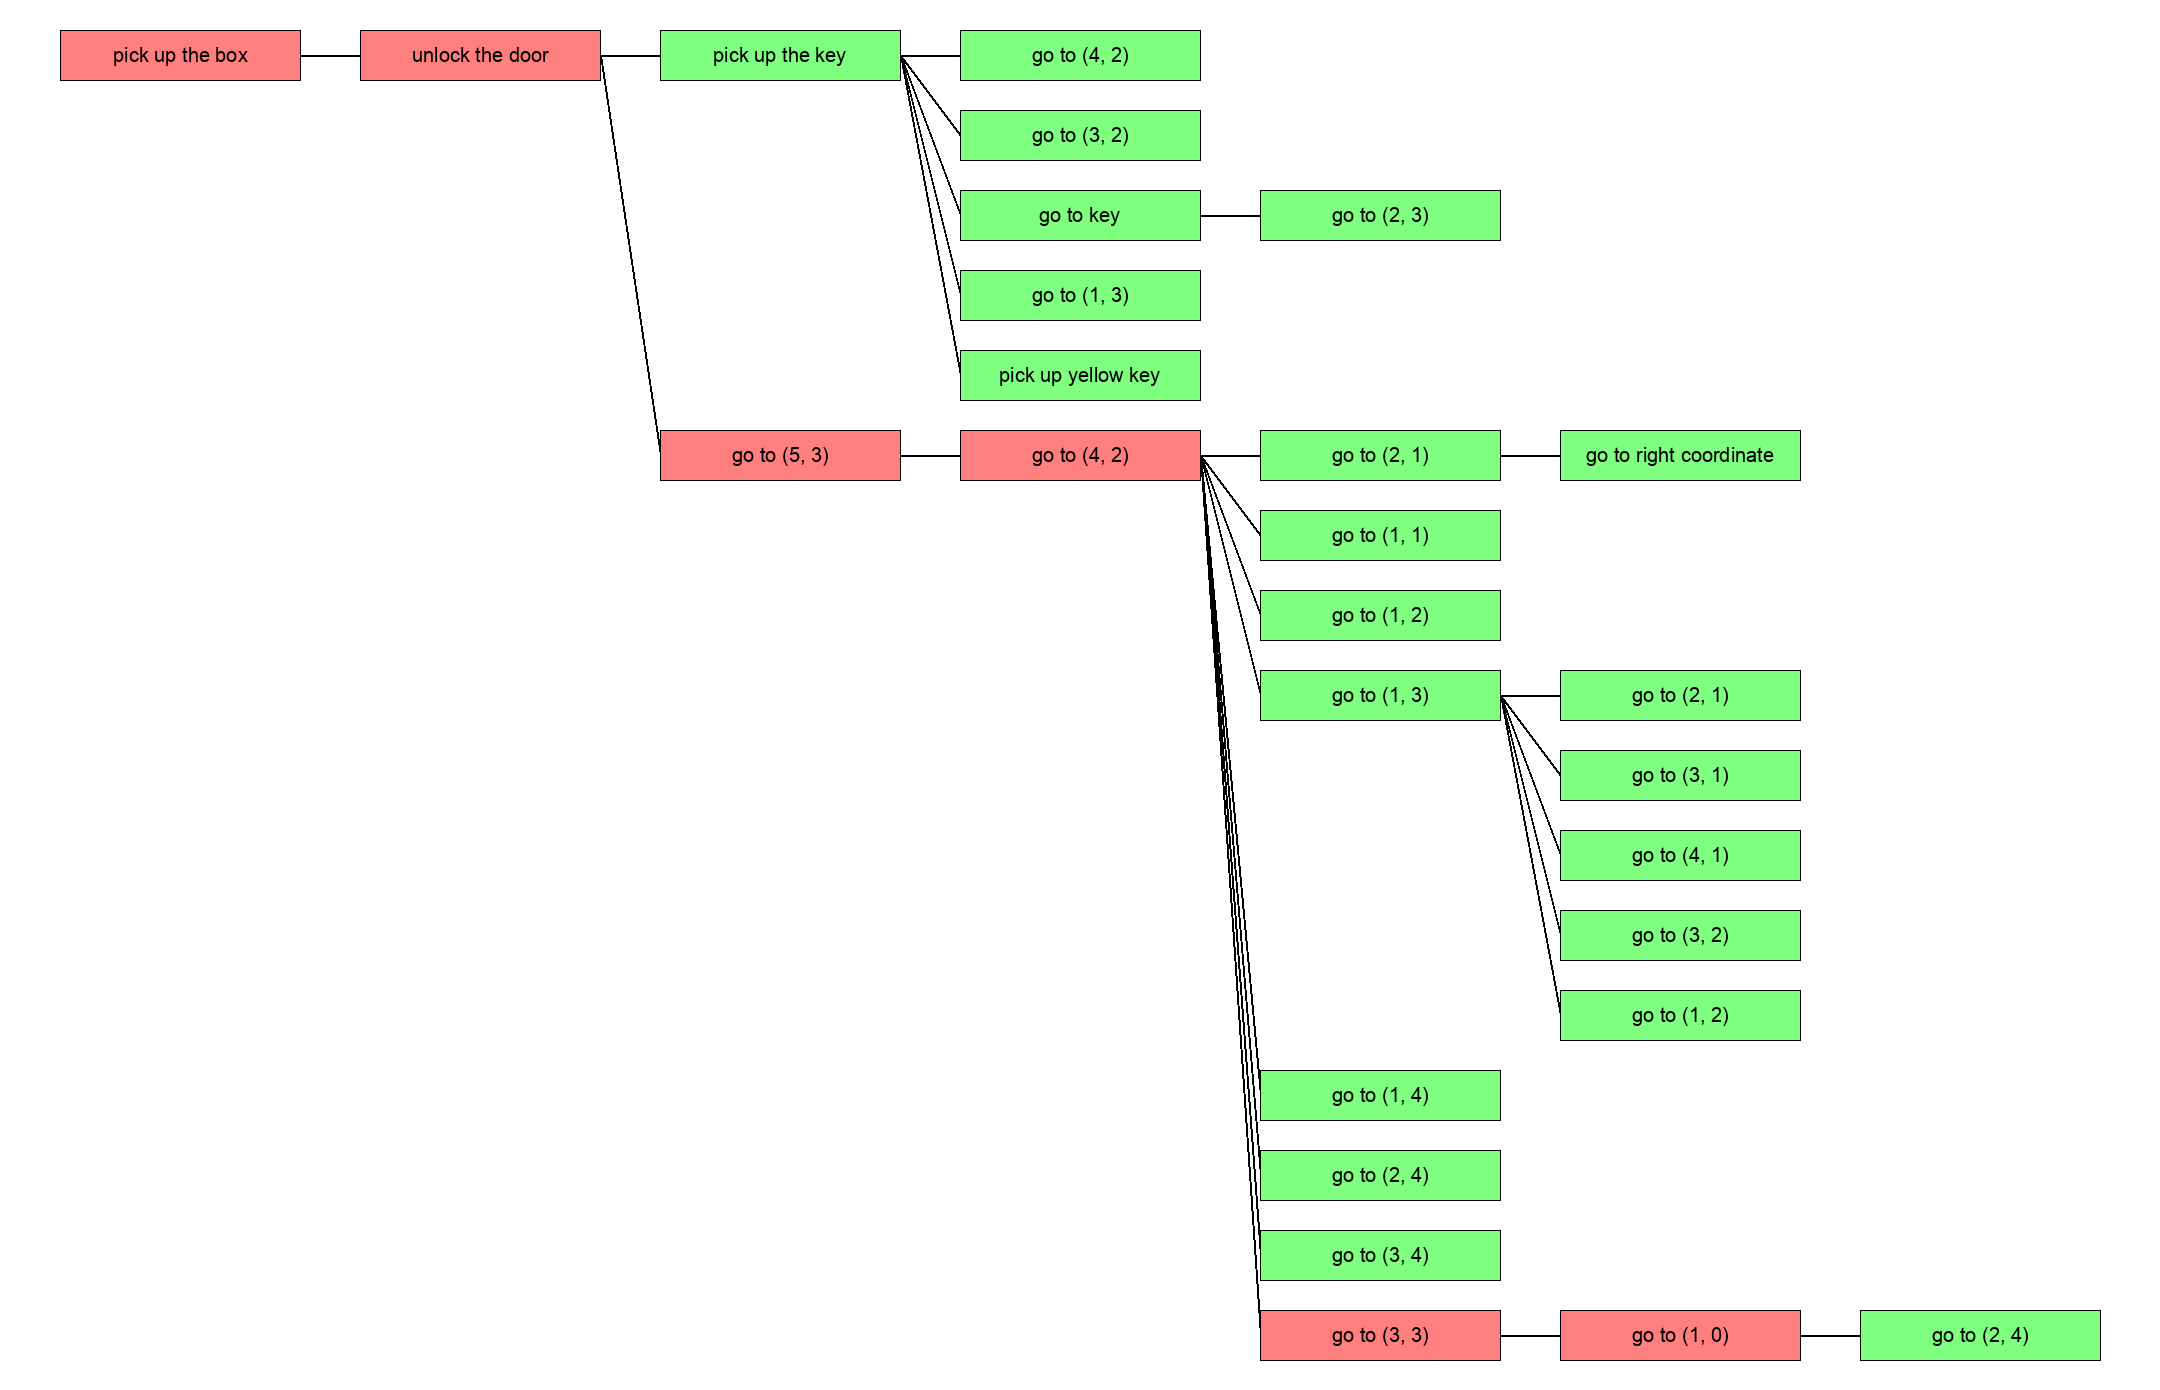 pick up the box
unlock the door
pick up the key
go to (4, 2)
go to (3, 2)
go to key
go to (2, 3)
go to (1, 3)
pick up yellow key
go to (5, 3)
go to (4, 2)
go to (2, 1)
go to right coordinate
go to (1, 1)
go to (1, 2)
go to (1, 3)
go to (2, 1)
go to (3, 1)
go to (4, 1)
go to (3, 2)
go to (1, 2)
go to (1, 4)
go to (2, 4)
go to (3, 4)
go to (3, 3)
go to (1, 0)
go to (2, 4)